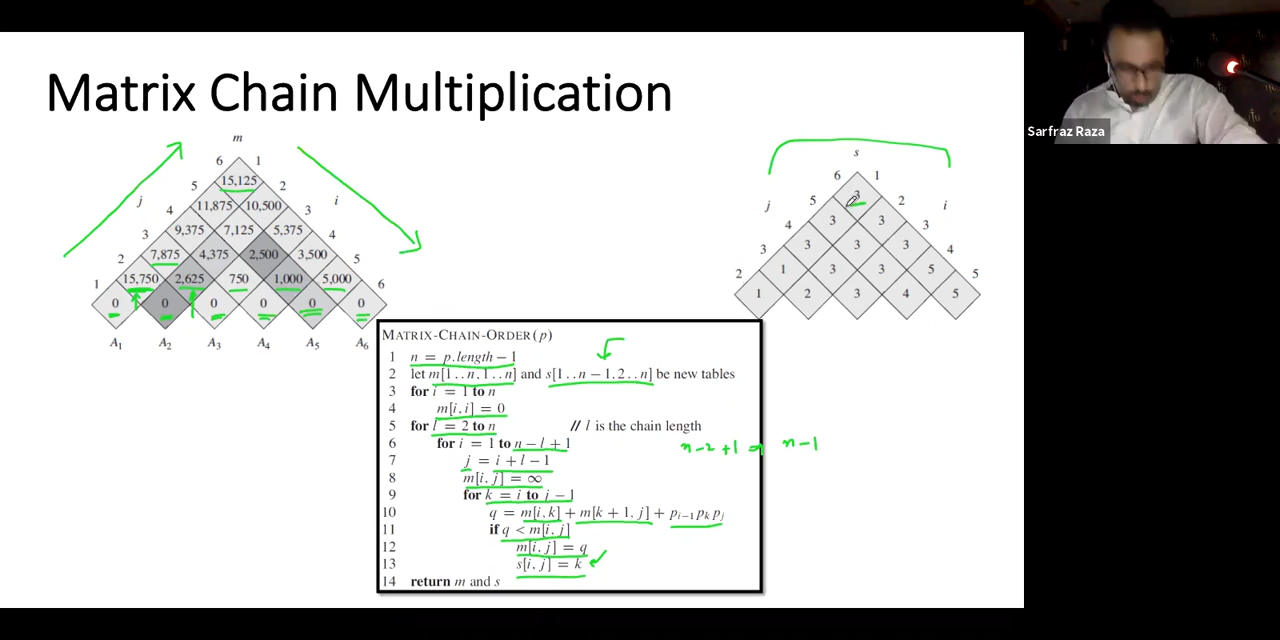 Matrix Chain Multiplication
Sarfraz Raza
m
6 1
5 15,125 2
j 4 11,875 10,500 3 i
3 9,375 7,125 5,375 4
2 7,875 4,375 2,500 3,500 5
1 15,750 2,625 750 1,000 5,000 6
0 0 0 0 0 0
A1 A2 A3 A4 A5 A6
s
6 1
5 3 2
j 4 3 3 3 i
3 3 3 3 4
2 1 3 3 5 5
1 2 3 4 5
MATRIX-CHAIN-ORDER(p)
1 n = p.length − 1
2 let m[1..n,1..n] and s[1..n − 1,2..n] be new tables
3 for i = 1 to n
4 m[i,i] = 0
5 for l = 2 to n // l is the chain length
6 for i = 1 to n − l + 1
7 j = i + l − 1
8 m[i,j] = ∞
9 for k = i to j − 1
10 q = m[i,k] + m[k + 1,j] + pi−1 pk pj
11 if q < m[i,j]
12 m[i,j] = q
13 s[i,j] = k
14 return m and s
n-2+1 ⇒ n-1